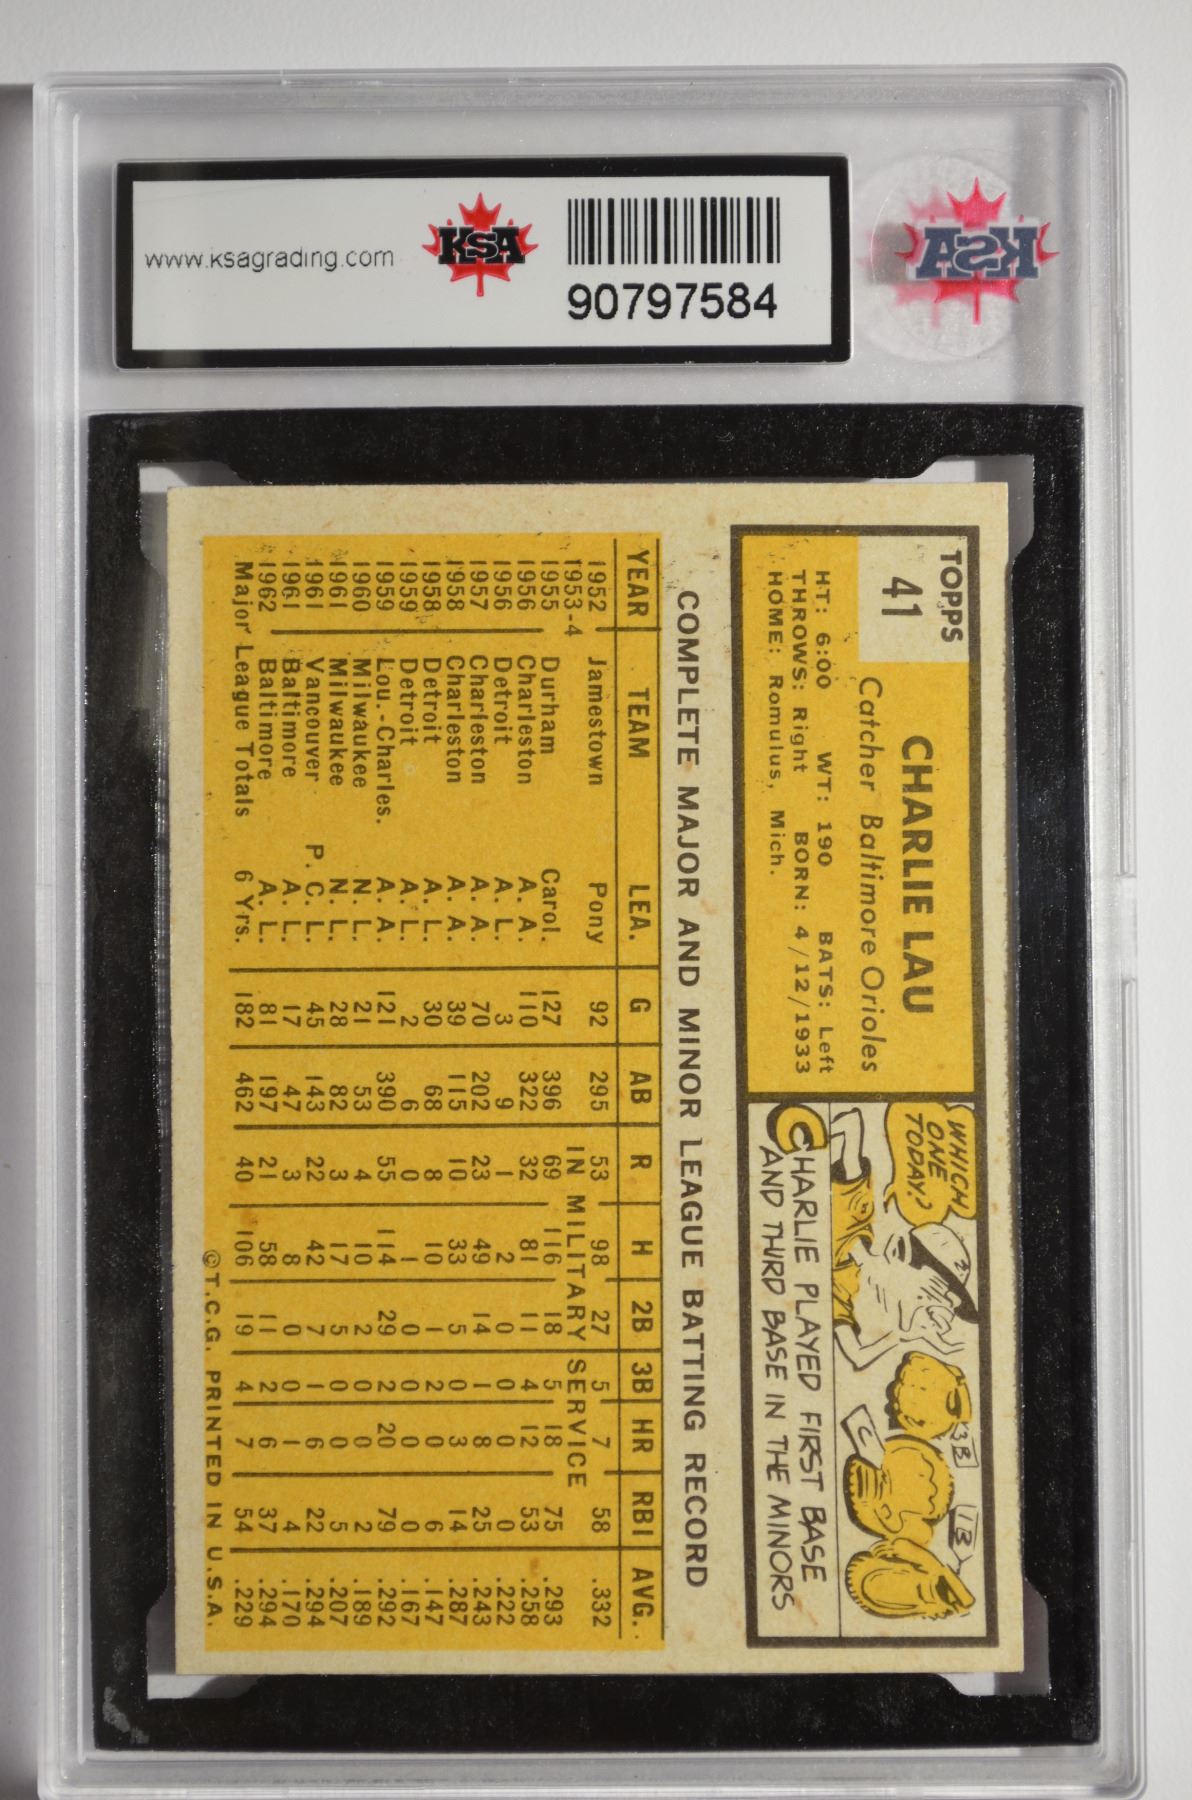 www.ksagrading.com
KSA
90797584
KSA
TOPPS
41
CHARLIE LAU
Catcher Baltimore Orioles
HT: 6:00 WT: 190 BATS: Left
THROWS: Right BORN: 4/12/1933
HOME: Romulus, Mich.
WHICH
ONE
TODAY?
3B
1B
C
CHARLIE PLAYED FIRST BASE
AND THIRD BASE IN THE MINORS
COMPLETE MAJOR AND MINOR LEAGUE BATTING RECORD
YEAR TEAM LEA. G AB R H 2B 3B HR RBI AVG.
1952 Jamestown Pony 92 295 53 98 27 5 7 58 .332
1953-4 IN MILITARY SERVICE
1955 Durham Carol. 127 396 69 116 18 5 18 75 .293
1956 Charleston A. A. 110 322 32 81 11 4 12 53 .258
1956 Detroit A. L. 3 9 1 2 0 0 0 0 .222
1957 Charleston A. A. 70 202 23 49 14 1 8 25 .243
1958 Charleston A. A. 39 115 10 33 5 0 3 14 .287
1958 Detroit A. L. 30 68 8 10 1 2 0 6 .147
1959 Detroit A. L. 2 6 0 1 0 0 0 0 .167
1959 Lou.-Charles. A. A. 121 390 55 114 29 2 20 79 .292
1960 Milwaukee N. L. 21 53 4 10 2 0 0 2 .189
1961 Milwaukee N. L. 28 82 3 17 5 0 0 5 .207
1961 Vancouver P. C. L. 45 143 22 42 7 1 6 22 .294
1961 Baltimore A. L. 17 47 3 8 0 0 1 4 .170
1962 Baltimore A. L. 81 197 21 58 11 2 6 37 .294
Major League Totals 6 Yrs. 182 462 40 106 19 4 7 54 .229
©T.C.G. PRINTED IN U.S.A.